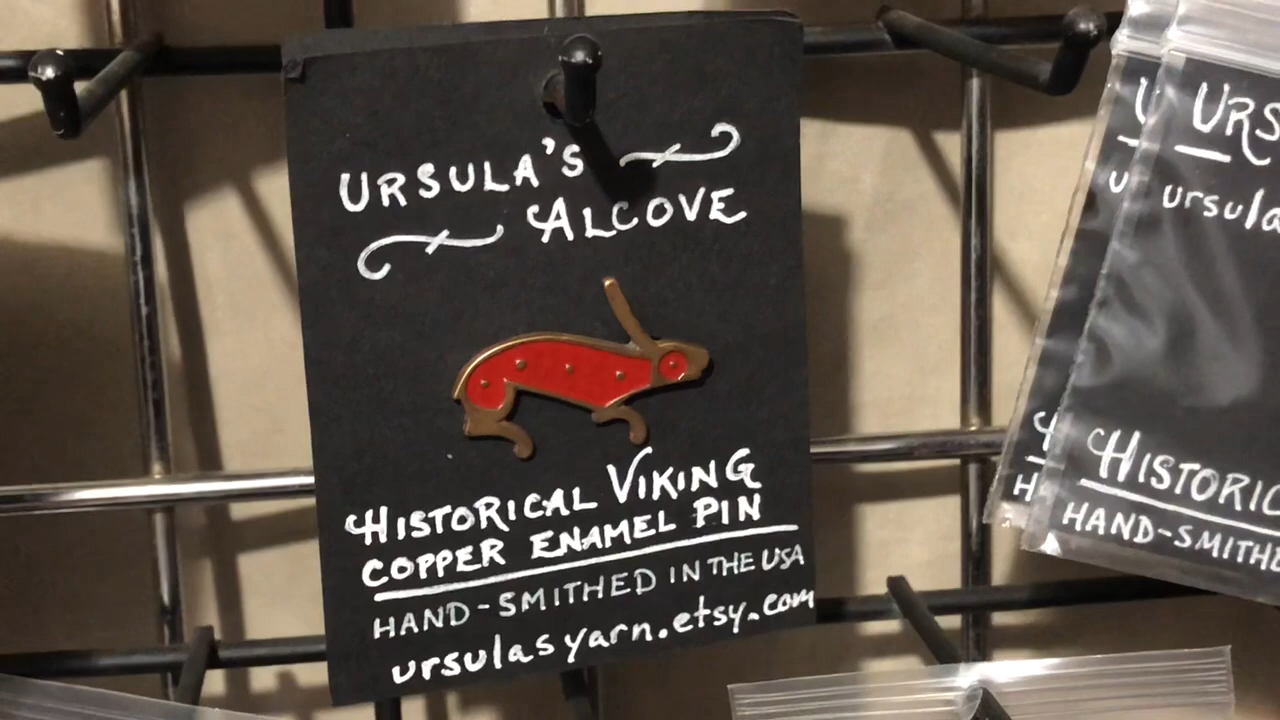 URSULA'S
ALCOVE
HISTORICAL VIKING
COPPER ENAMEL PIN
HAND-SMITHED IN THE USA
ursulasyarn.etsy.com
URS
ursula
HISTORIC
HAND-SMITH